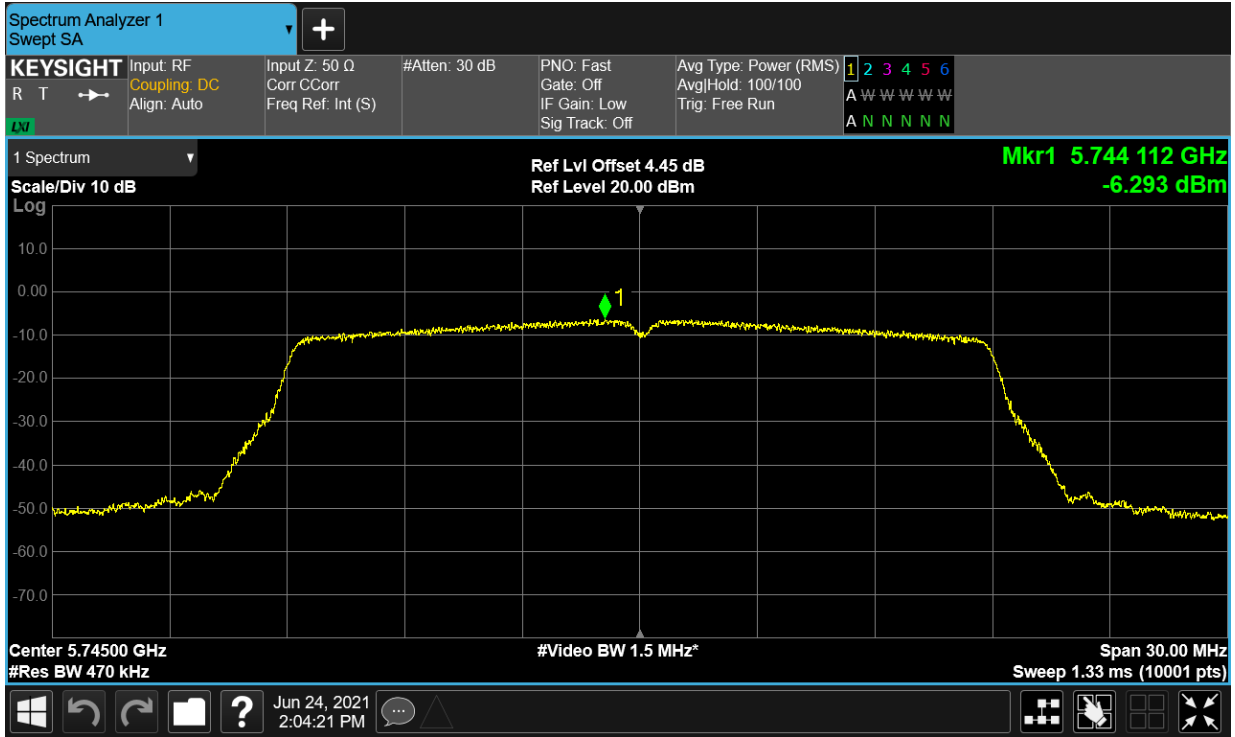 Spectrum Analyzer 1
Swept SA
KEYSIGHT
R T
LXI
Input: RF
Coupling: DC
Align: Auto
Input Z: 50 Ω
Corr CCorr
Freq Ref: Int (S)
#Atten: 30 dB
PNO: Fast
Gate: Off
IF Gain: Low
Sig Track: Off
Avg Type: Power (RMS)
Avg|Hold: 100/100
Trig: Free Run
1 2 3 4 5 6
A W W W W W
A N N N N N
1 Spectrum
Scale/Div 10 dB
Ref Lvl Offset 4.45 dB
Ref Level 20.00 dBm
Mkr1 5.744 112 GHz
-6.293 dBm
Log
10.0
0.00
1
-10.0
-20.0
-30.0
-40.0
-50.0
-60.0
-70.0
Center 5.74500 GHz
#Video BW 1.5 MHz*
Span 30.00 MHz
#Res BW 470 kHz
Sweep 1.33 ms (10001 pts)
?
Jun 24, 2021
2:04:21 PM